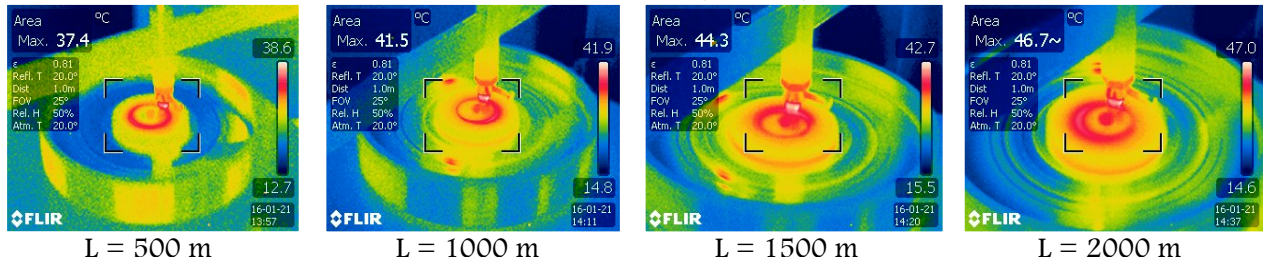 Area °C
Max. 37.4
38.6
ε 0.81
Refl. T 20.0°
Dist 1.0m
FOV 25°
Rel. H 50%
Atm. T 20.0°
12.7
16-01-21
13:57
FLIR
L = 500 m
Area °C
Max. 41.5
41.9
ε 0.81
Refl. T 20.0°
Dist 1.0m
FOV 25°
Rel. H 50%
Atm. T 20.0°
14.8
16-01-21
14:11
FLIR
L = 1000 m
Area °C
Max. 44.3
42.7
ε 0.81
Refl. T 20.0°
Dist 1.0m
FOV 25°
Rel. H 50%
Atm. T 20.0°
15.5
16-01-21
14:20
FLIR
L = 1500 m
Area °C
Max. 46.7~
47.0
ε 0.81
Refl. T 20.0°
Dist 1.0m
FOV 25°
Rel. H 50%
Atm. T 20.0°
14.6
16-01-21
14:37
FLIR
L = 2000 m